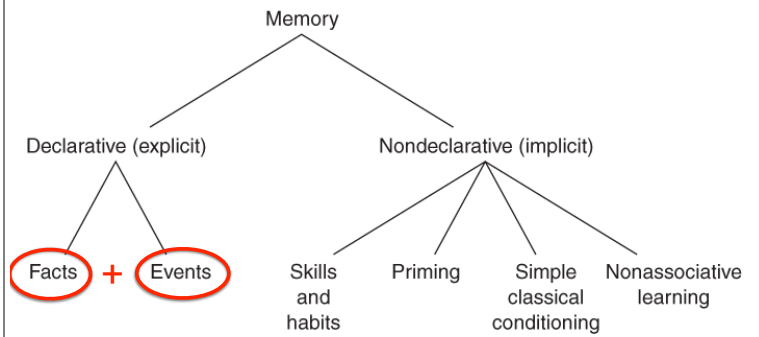 Memory
Declarative (explicit)
Nondeclarative (implicit)
Facts + Events
Skills
and
habits
Priming
Simple
classical
conditioning
Nonassociative
learning